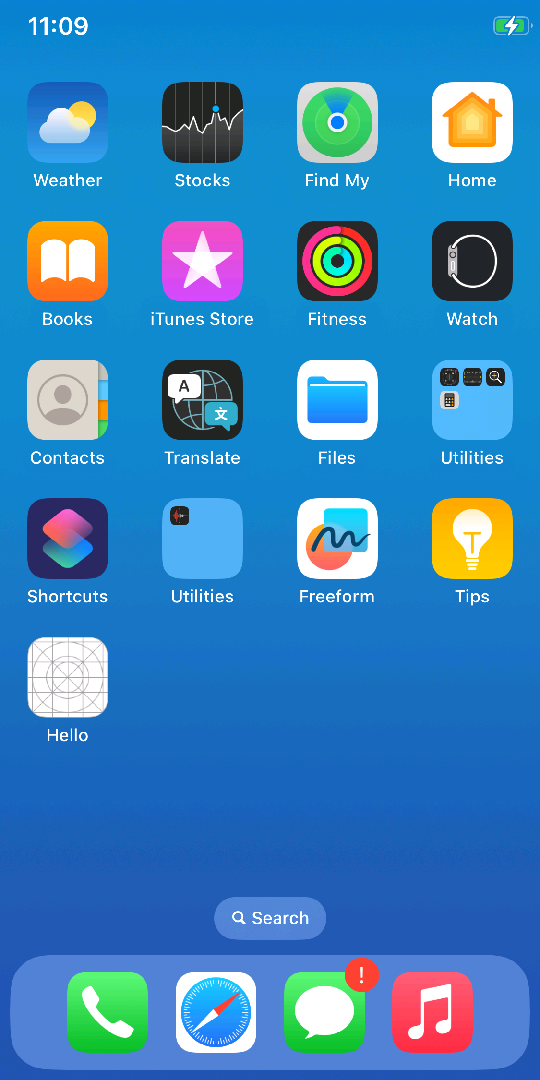 11:09
Weather Stocks Find My Home
Books iTunes Store Fitness Watch
A
文
Contacts Translate Files Utilities
Shortcuts Utilities Freeform Tips
Hello
Search
!